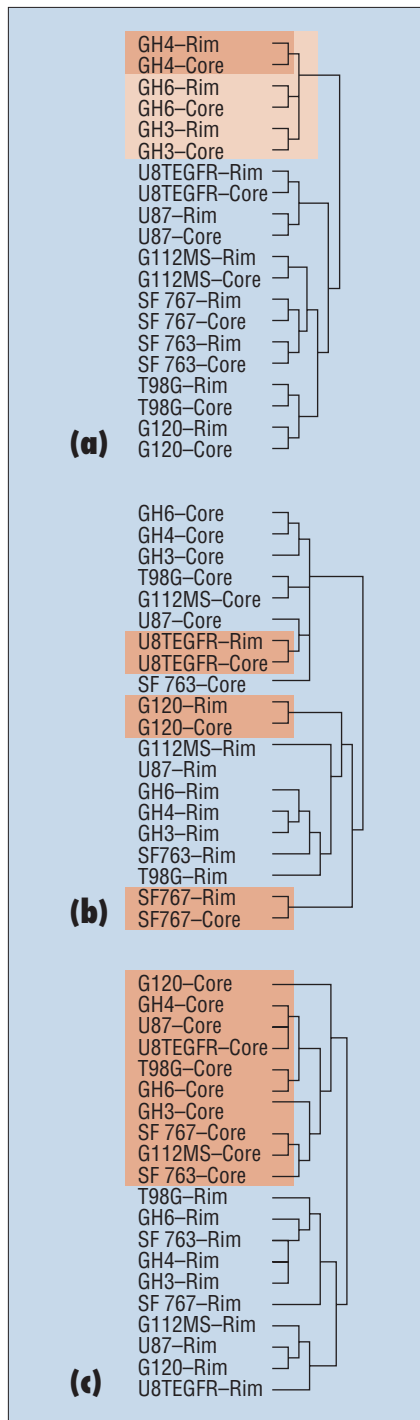 GH4–Rim
GH4–Core
GH6–Rim
GH6–Core
GH3–Rim
GH3–Core
U8TEGFR–Rim
U8TEGFR–Core
U87–Rim
U87–Core
G112MS–Rim
G112MS–Core
SF 767–Rim
SF 767–Core
SF 763–Rim
SF 763–Core
T98G–Rim
T98G–Core
G120–Rim
G120–Core
(a)
GH6–Core
GH4–Core
GH3–Core
T98G–Core
G112MS–Core
U87–Core
U8TEGFR–Rim
U8TEGFR–Core
SF 763–Core
G120–Rim
G120–Core
G112MS–Rim
U87–Rim
GH6–Rim
GH4–Rim
GH3–Rim
SF763–Rim
T98G–Rim
SF767–Rim
SF767–Core
(b)
G120–Core
GH4–Core
U87–Core
U8TEGFR–Core
T98G–Core
GH6–Core
GH3–Core
SF 767–Core
G112MS–Core
SF 763–Core
T98G–Rim
GH6–Rim
SF 763–Rim
GH4–Rim
GH3–Rim
SF 767–Rim
G112MS–Rim
U87–Rim
G120–Rim
U8TEGFR–Rim
(c)